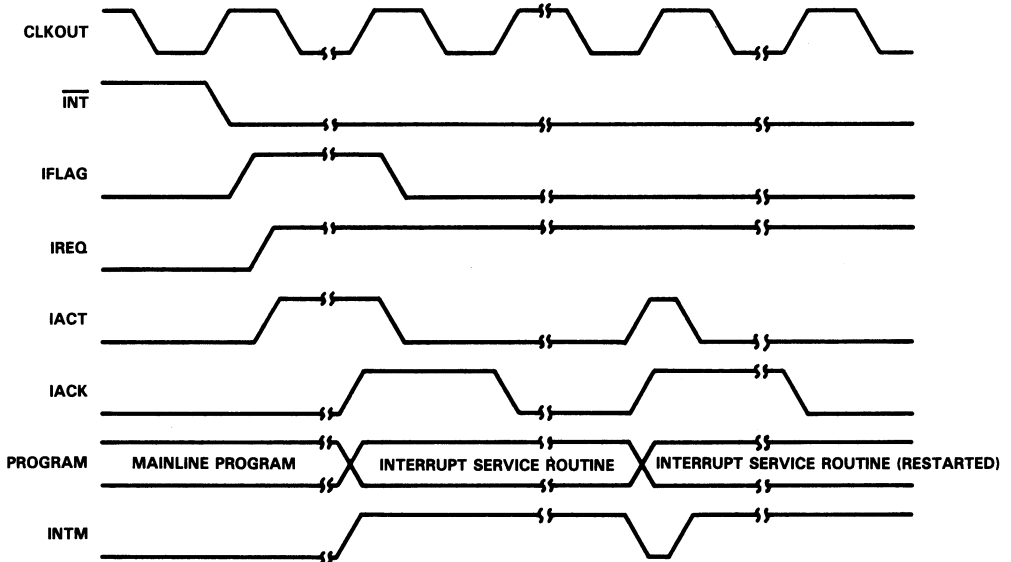 CLKOUT
INT
IFLAG
IREQ
IACT
IACK
PROGRAM MAINLINE PROGRAM INTERRUPT SERVICE ROUTINE INTERRUPT SERVICE ROUTINE (RESTARTED)
INTM